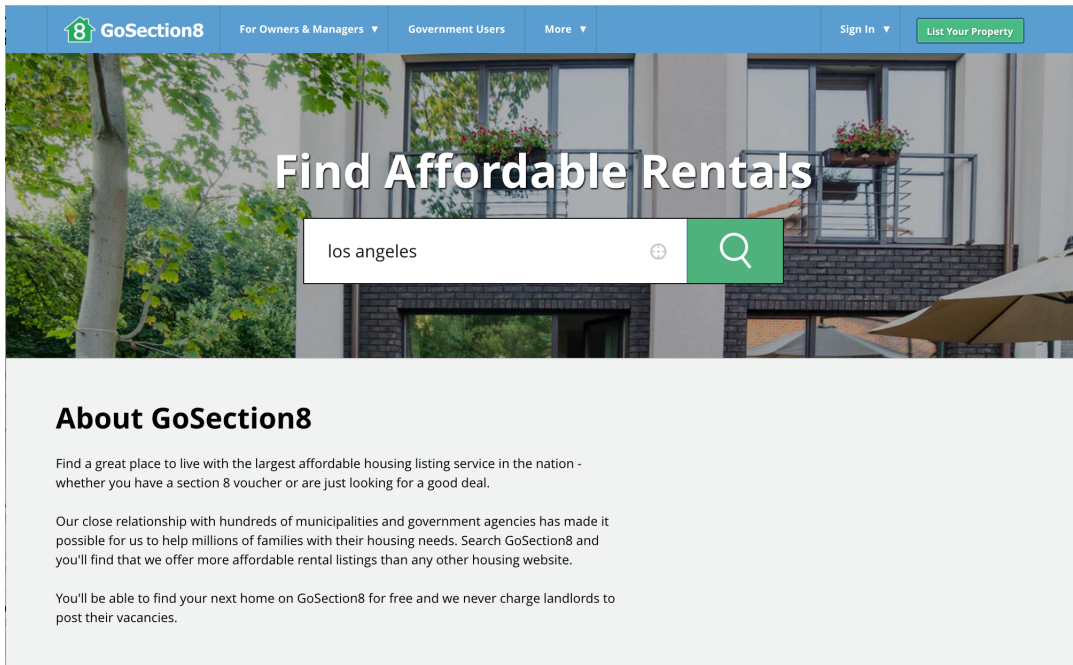 8 GoSection8 For Owners & Managers ▼ Government Users More ▼ Sign In ▼ List Your Property
Find Affordable Rentals
los angeles
About GoSection8
Find a great place to live with the largest affordable housing listing service in the nation -
whether you have a section 8 voucher or are just looking for a good deal.
Our close relationship with hundreds of municipalities and government agencies has made it
possible for us to help millions of families with their housing needs. Search GoSection8 and
you'll find that we offer more affordable rental listings than any other housing website.
You'll be able to find your next home on GoSection8 for free and we never charge landlords to
post their vacancies.